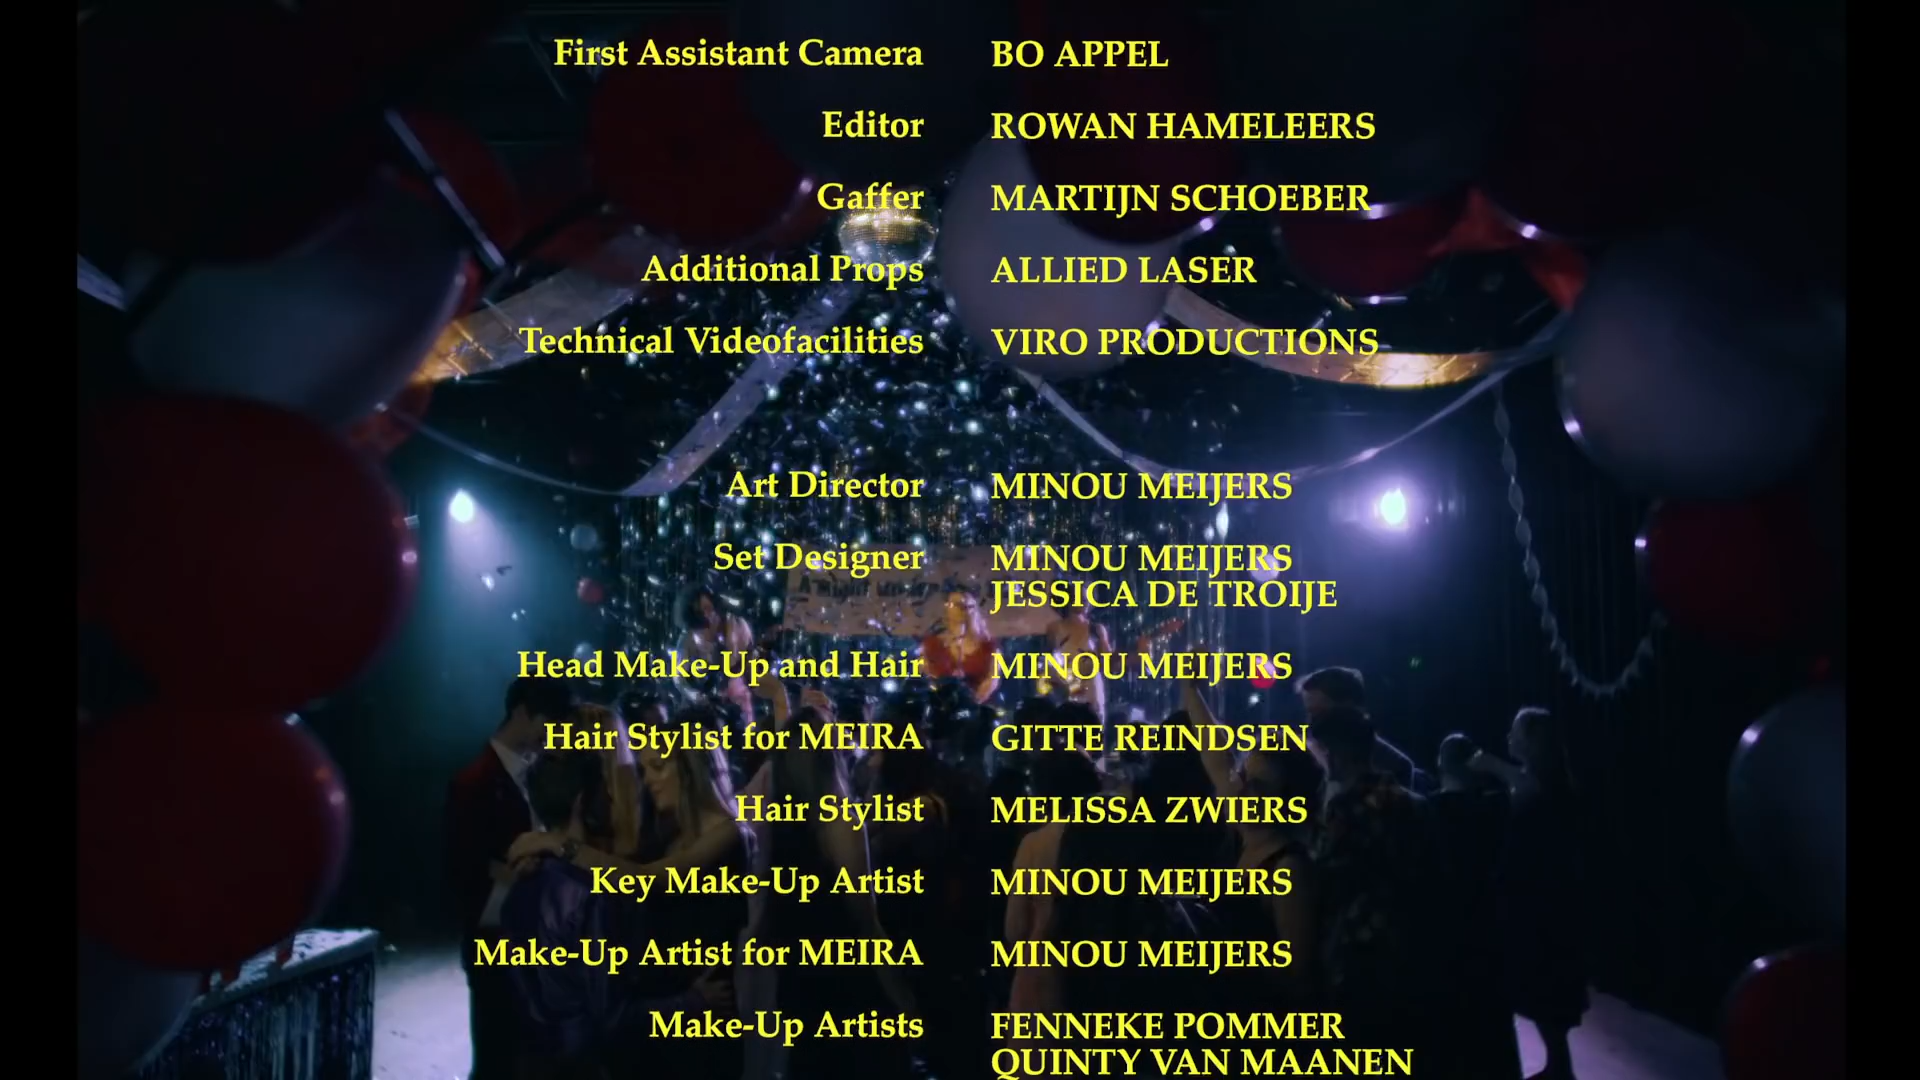 First Assistant Camera BO APPEL
Editor ROWAN HAMELEERS
Gaffer MARTIJN SCHOEBER
Additional Props ALLIED LASER
Technical Videofacilities VIRO PRODUCTIONS
Art Director MINOU MEIJERS
Set Designer MINOU MEIJERS
JESSICA DE TROIJE
Head Make-Up and Hair MINOU MEIJERS
Hair Stylist for MEIRA GITTE REINDSEN
Hair Stylist MELISSA ZWIERS
Key Make-Up Artist MINOU MEIJERS
Make-Up Artist for MEIRA MINOU MEIJERS
Make-Up Artists FENNEKE POMMER
QUINTY VAN MAANEN
A night under